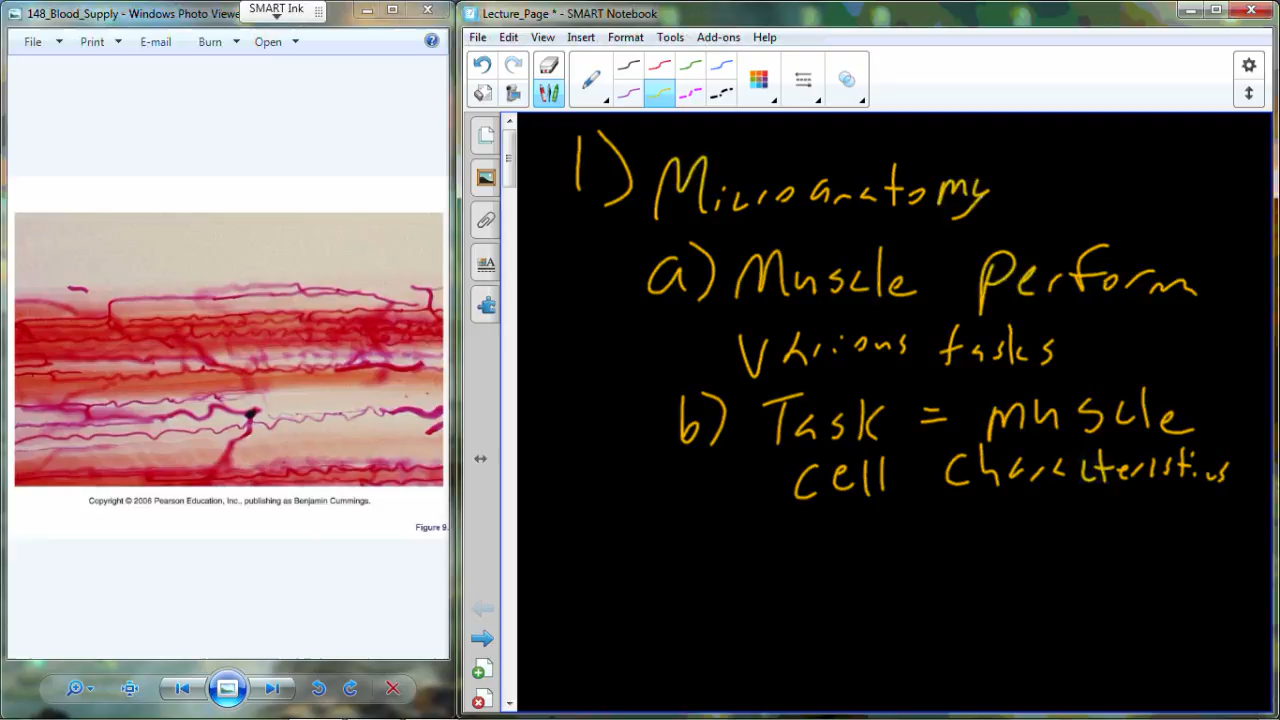 148_Blood_Supply - Windows Photo Viewe
SMART Ink
File Print E-mail Burn Open
Copyright © 2006 Pearson Education, Inc., publishing as Benjamin Cummings.
Figure 9.
Lecture_Page * - SMART Notebook
File Edit View Insert Format Tools Add-ons Help
1) Microanatomy
a) Muscle perform
various tasks
b) Task = muscle
cell characteristics